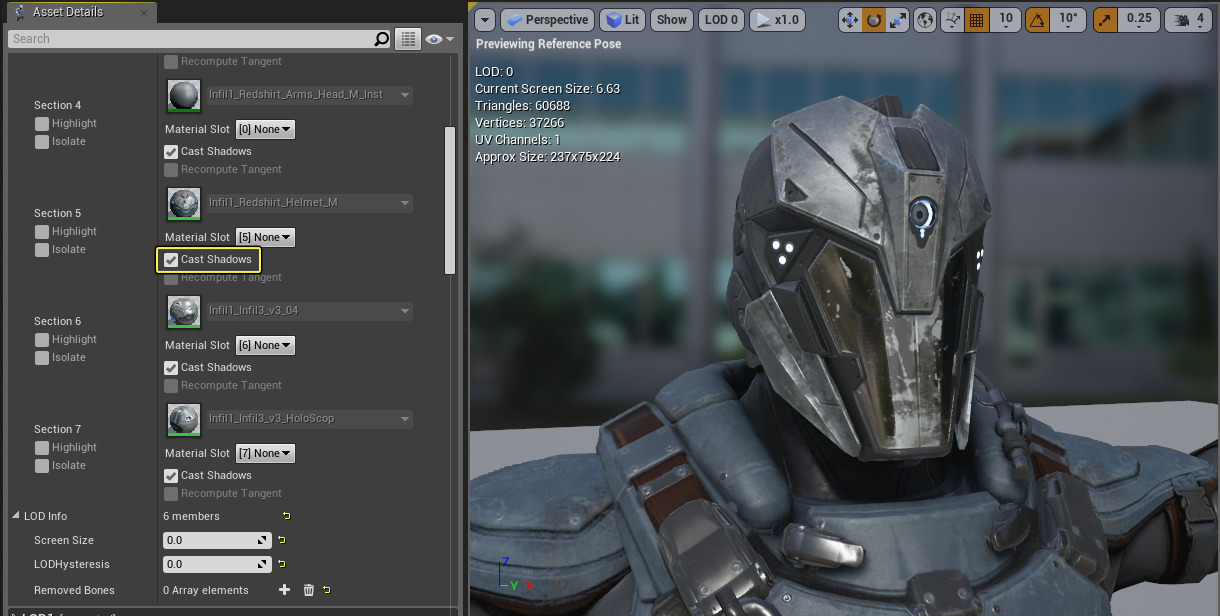 Asset Details
Search
Recompute Tangent
Section 4
Highlight
Isolate
Infil1_Redshirt_Arms_Head_M_Inst
Material Slot [0] None
Cast Shadows
Recompute Tangent
Section 5
Highlight
Isolate
Infil1_Redshirt_Helmet_M
Material Slot [5] None
Cast Shadows
Recompute Tangent
Section 6
Highlight
Isolate
Infil1_Infil3_v3_04
Material Slot [6] None
Cast Shadows
Recompute Tangent
Section 7
Highlight
Isolate
Infil1_Infil3_v3_HoloScop
Material Slot [7] None
Cast Shadows
Recompute Tangent
LOD Info 6 members
Screen Size 0.0
LODHysteresis 0.0
Removed Bones 0 Array elements
Perspective Lit Show LOD 0 x1.0 10 10° 0.25 4
Previewing Reference Pose
LOD: 0
Current Screen Size: 6.63
Triangles: 60688
Vertices: 37266
UV Channels: 1
Approx Size: 237x75x224
Z
Y X